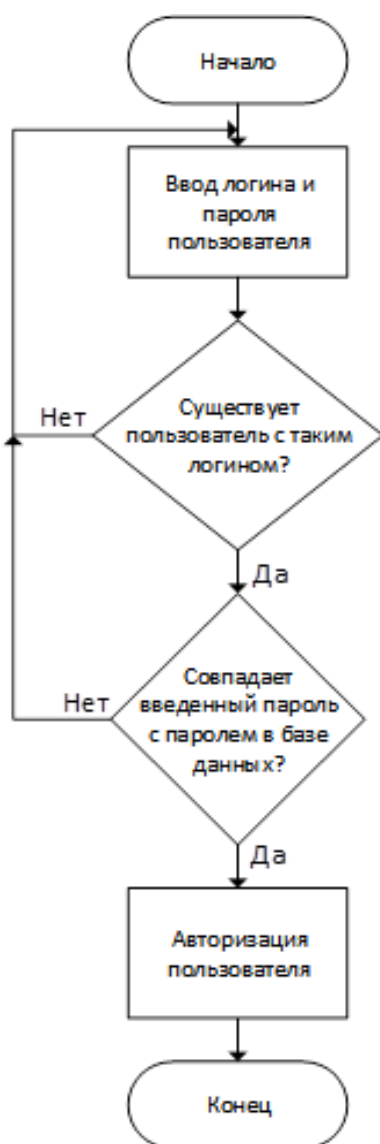 Начало
Ввод логина и
пароля
пользователя
Существует
пользователь с таким
логином?
Нет
Да
Совпадает
введенный пароль
с паролем в базе
данных?
Нет
Да
Авторизация
пользователя
Конец